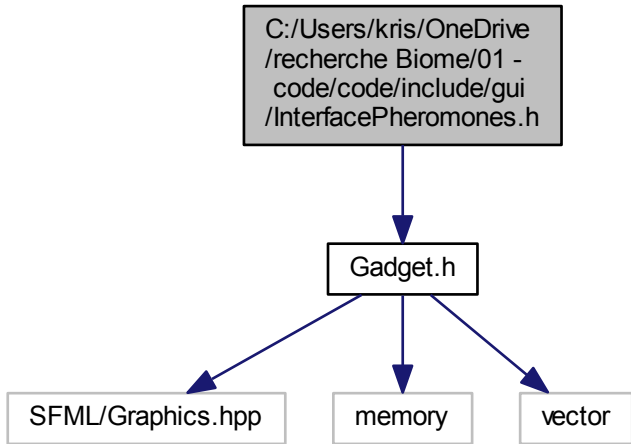 C:/Users/kris/OneDrive
/recherche Biome/01 -
code/code/include/gui
/InterfacePheromones.h
Gadget.h
SFML/Graphics.hpp
memory
vector